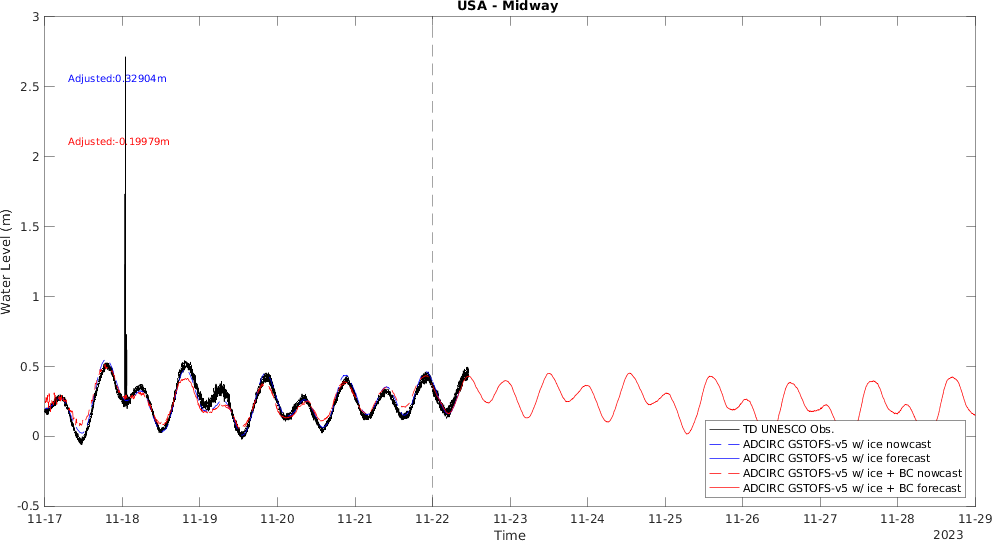 USA - Midway
3
2.5
2
1.5
1
0.5
0
-0.5
Water Level (m)
Adjusted:0.32904m
Adjusted:-0.19979m
TD UNESCO Obs.
ADCIRC GSTOFS-v5 w/ ice nowcast
ADCIRC GSTOFS-v5 w/ ice forecast
ADCIRC GSTOFS-v5 w/ ice + BC nowcast
ADCIRC GSTOFS-v5 w/ ice + BC forecast
11-17 11-18 11-19 11-20 11-21 11-22 11-23 11-24 11-25 11-26 11-27 11-28 11-29
Time
2023